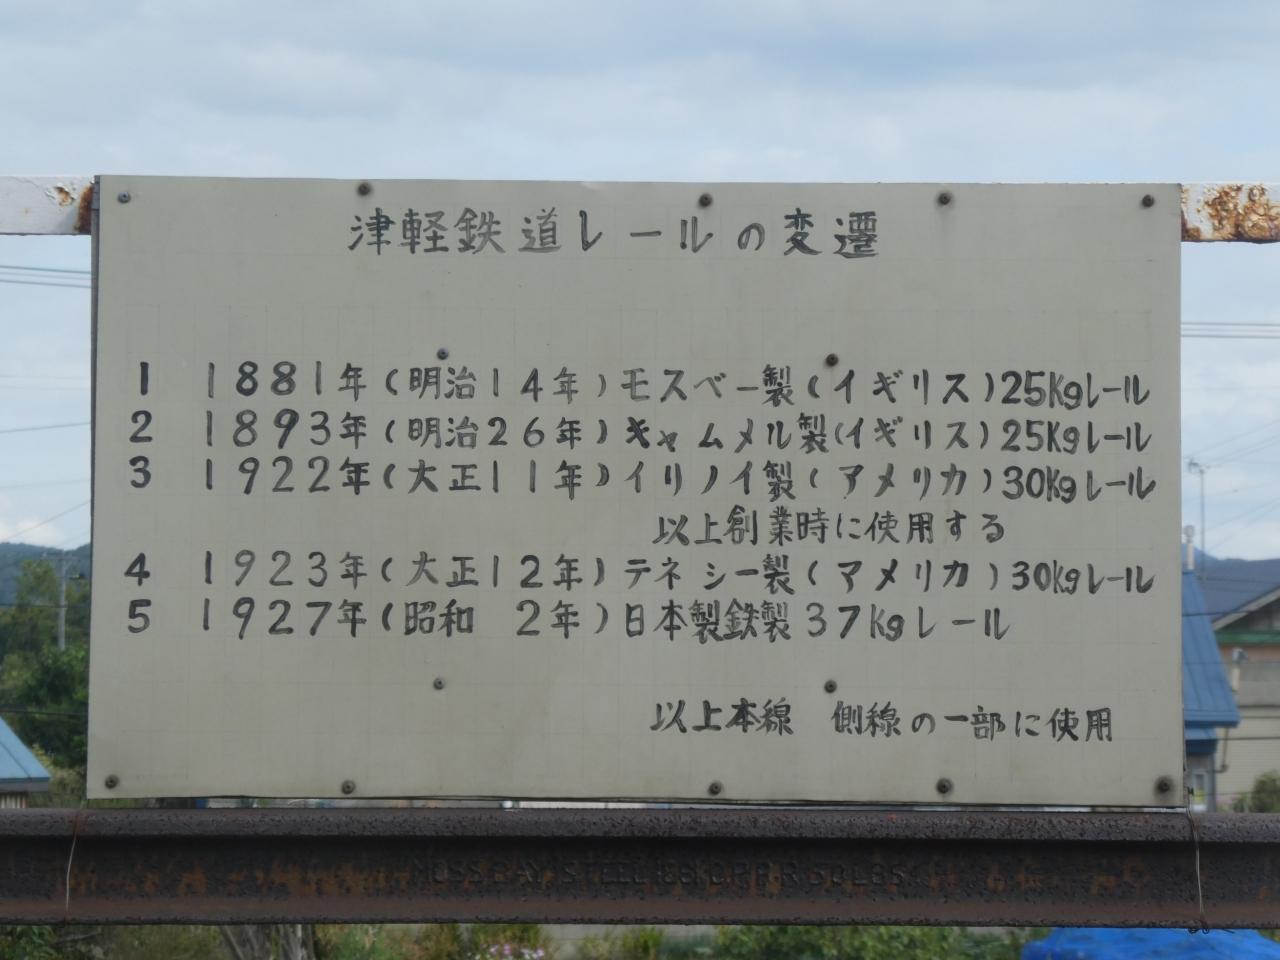 津軽鉄道レールの変遷
1 1881年(明治14年)モスベー製(イギリス)25Kgレール
2 1893年(明治26年)キャムメル製(イギリス)25Kgレール
3 1922年(大正11年)イリノイ製(アメリカ)30Kgレール
以上創業時に使用する
4 1923年(大正12年)テネシー製(アメリカ)30Kgレール
5 1927年(昭和 2年)日本製鉄製37Kgレール
以上本線 側線の一部に使用
MOSSBAY STEEL